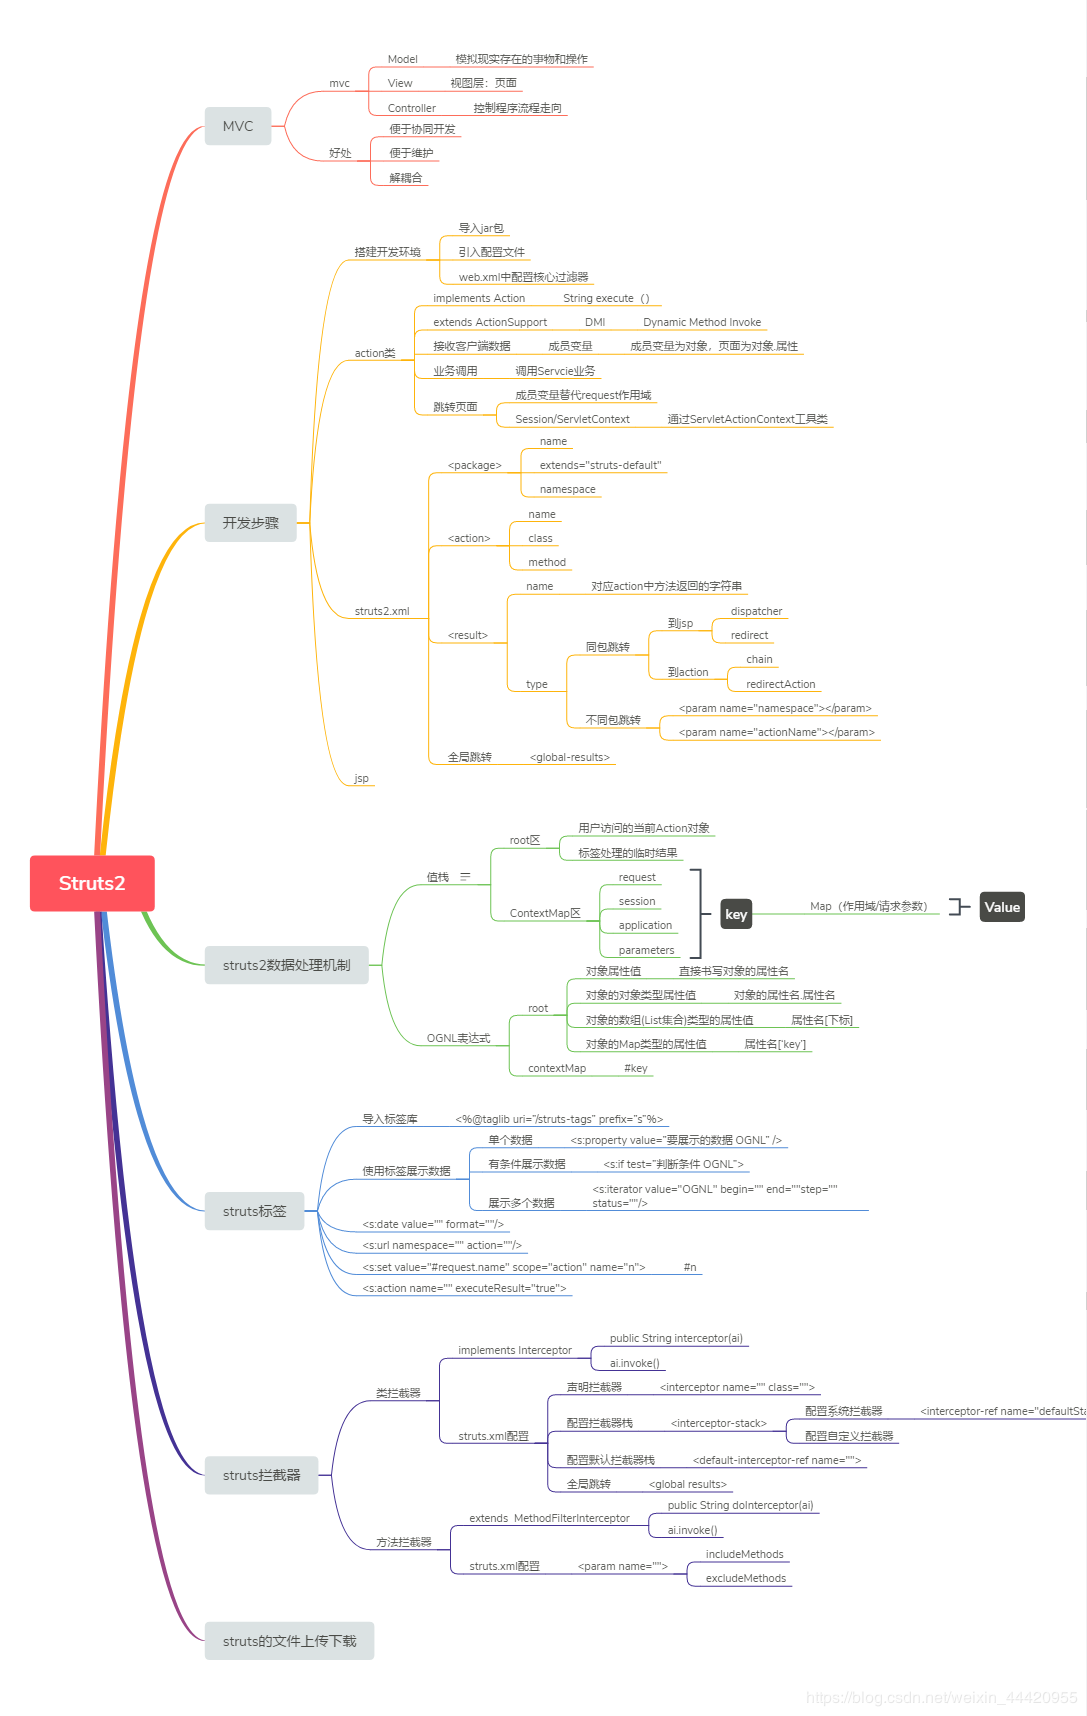 Struts2
MVC
mvc
Model 模拟现实存在的事物和操作
View 视图层：页面
Controller 控制程序流程走向
好处
便于协同开发
便于维护
解耦合
开发步骤
搭建开发环境
导入jar包
引入配置文件
web.xml中配置核心过滤器
action类
implements Action String execute（）
extends ActionSupport DMI Dynamic Method Invoke
接收客户端数据 成员变量 成员变量为对象，页面为对象.属性
业务调用 调用Servcie业务
跳转页面
成员变量替代request作用域
Session/ServletContext 通过ServletActionContext工具类
struts2.xml
<package>
name
extends="struts-default"
namespace
<action>
name
class
method
<result>
name 对应action中方法返回的字符串
type
同包跳转
到jsp
dispatcher
redirect
到action
chain
redirectAction
不同包跳转
<param name="namespace"></param>
<param name="actionName"></param>
全局跳转 <global-results>
jsp
struts2数据处理机制
值栈
root区
用户访问的当前Action对象
标签处理的临时结果
ContextMap区
request
session
application
parameters
key Map（作用域/请求参数） Value
OGNL表达式
root
对象属性值 直接书写对象的属性名
对象的对象类型属性值 对象的属性名.属性名
对象的数组(List集合)类型的属性值 属性名[下标]
对象的Map类型的属性值 属性名['key']
contextMap #key
struts标签
导入标签库 <%@taglib uri="/struts-tags" prefix="s"%>
使用标签展示数据
单个数据 <s:property value="要展示的数据 OGNL" />
有条件展示数据 <s:if test="判断条件 OGNL">
展示多个数据 <s:iterator value="OGNL" begin="" end=""step=""
status=""/>
<s:date value="" format=""/>
<s:url namespace="" action=""/>
<s:set value="#request.name" scope="action" name="n"> #n
<s:action name="" executeResult="true">
struts拦截器
类拦截器
implements Interceptor
public String interceptor(ai)
ai.invoke()
struts.xml配置
声明拦截器 <interceptor name="" class="">
配置拦截器栈 <interceptor-stack>
配置系统拦截器 <interceptor-ref name="defaultSta
配置自定义拦截器
配置默认拦截器栈 <default-interceptor-ref name="">
全局跳转 <global results>
方法拦截器
extends MethodFilterInterceptor
public String doInterceptor(ai)
ai.invoke()
struts.xml配置 <param name="">
includeMethods
excludeMethods
struts的文件上传下载
https://blog.csdn.net/weixin_44420955